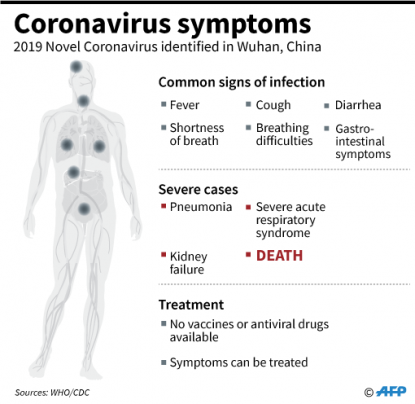 Coronavirus symptoms
2019 Novel Coronavirus identified in Wuhan, China
Common signs of infection
Fever
Cough
Diarrhea
Shortness
of breath
Breathing
difficulties
Gastro-
intestinal
symptoms
Severe cases
Pneumonia
Severe acute
respiratory
syndrome
Kidney
failure
DEATH
Treatment
No vaccines or antiviral drugs
available
Symptoms can be treated
Sources: WHO/CDC
© AFP